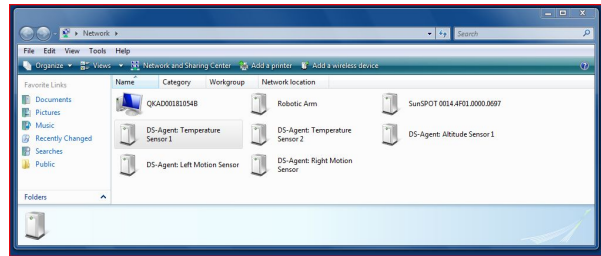 Network
Search
File Edit View Tools Help
Organize Views Network and Sharing Center Add a printer Add a wireless device
Favorite Links
Documents
Pictures
Music
Recently Changed
Searches
Public
Folders
Name Category Workgroup Network location
QKAD00181054B
Robotic Arm
SunSPOT 0014.4F01.0000.0697
DS-Agent: Temperature
Sensor 1
DS-Agent: Temperature
Sensor 2
DS-Agent: Altitude Sensor 1
DS-Agent: Left Motion Sensor
DS-Agent: Right Motion
Sensor